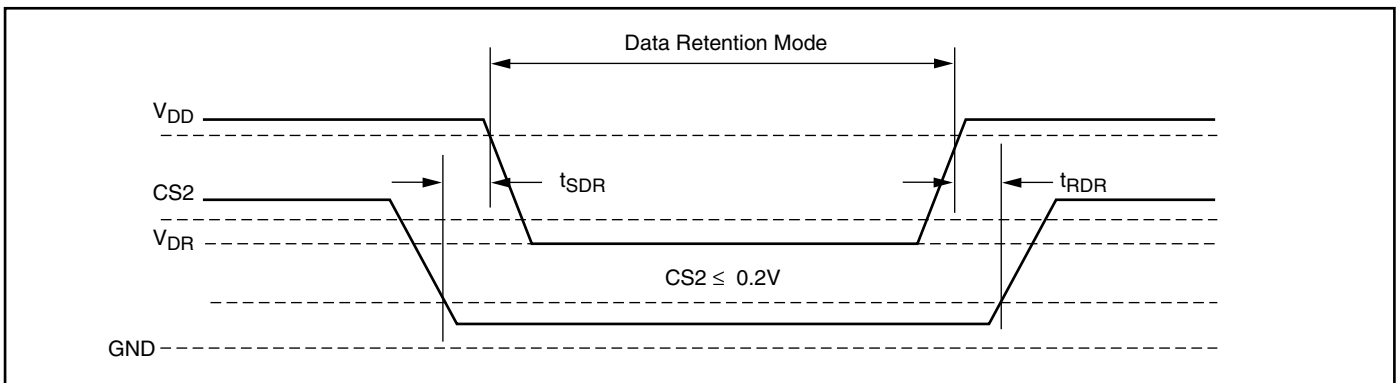 Data Retention Mode
VDD
tSDR
tRDR
CS2
VDR
CS2 ≤ 0.2V
GND